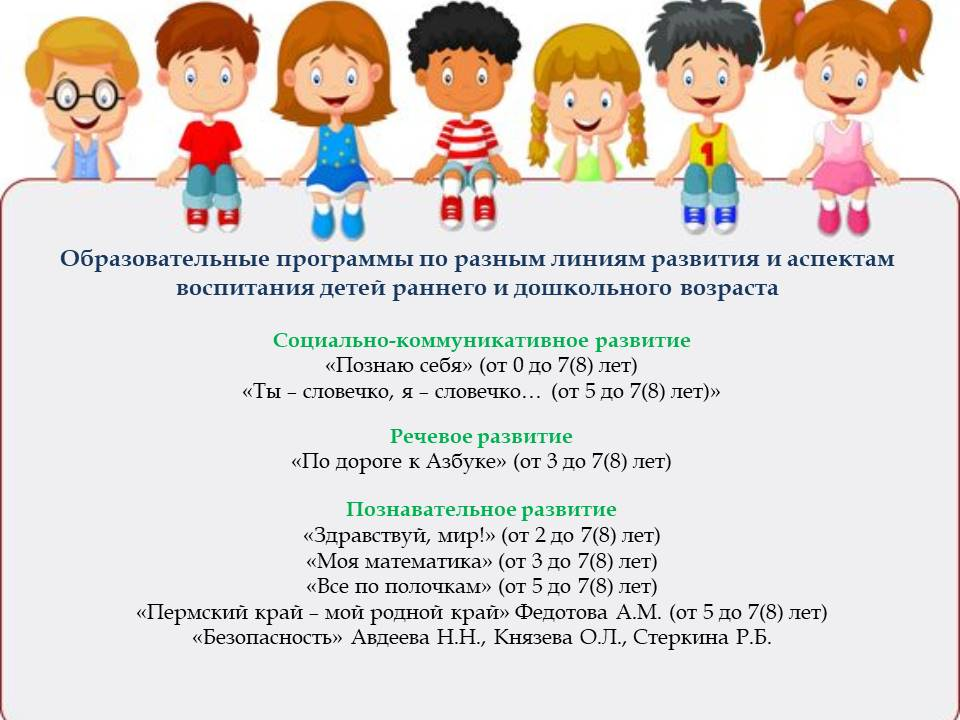 1
Образовательные программы по разным линиям развития и аспектам
воспитания детей раннего и дошкольного возраста
Социально-коммуникативное развитие
«Познаю себя» (от 0 до 7(8) лет)
«Ты – словечко, я – словечко… (от 5 до 7(8) лет)»
Речевое развитие
«По дороге к Азбуке» (от 3 до 7(8) лет)
Познавательное развитие
«Здравствуй, мир!» (от 2 до 7(8) лет)
«Моя математика» (от 3 до 7(8) лет)
«Все по полочкам» (от 5 до 7(8) лет)
«Пермский край – мой родной край» Федотова А.М. (от 5 до 7(8) лет)
«Безопасность» Авдеева Н.Н., Князева О.Л., Стеркина Р.Б.